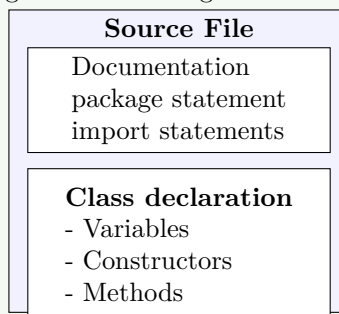 Source File
Documentation
package statement
import statements
Class declaration
- Variables
- Constructors
- Methods